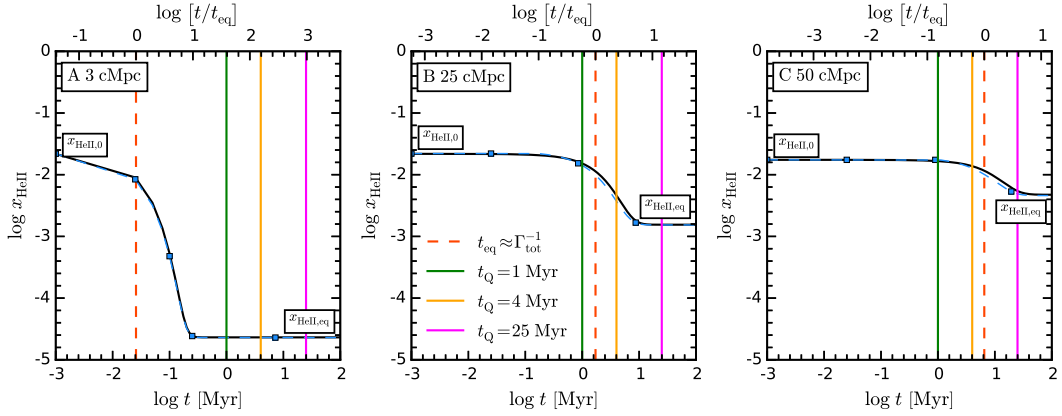 log [t/t_eq]
-1 0 1 2 3
A 3 cMpc
x_HeII,0
x_HeII,eq
log x_HeII
0
-1
-2
-3
-4
-5
-3 -2 -1 0 1 2
log t [Myr]
log [t/t_eq]
-3 -2 -1 0 1
B 25 cMpc
x_HeII,0
x_HeII,eq
t_eq≈Γ_tot^-1
t_Q=1 Myr
t_Q=4 Myr
t_Q=25 Myr
log x_HeII
0
-1
-2
-3
-4
-5
-3 -2 -1 0 1 2
log t [Myr]
log [t/t_eq]
-3 -2 -1 0 1
C 50 cMpc
x_HeII,0
x_HeII,eq
log x_HeII
0
-1
-2
-3
-4
-5
-3 -2 -1 0 1 2
log t [Myr]